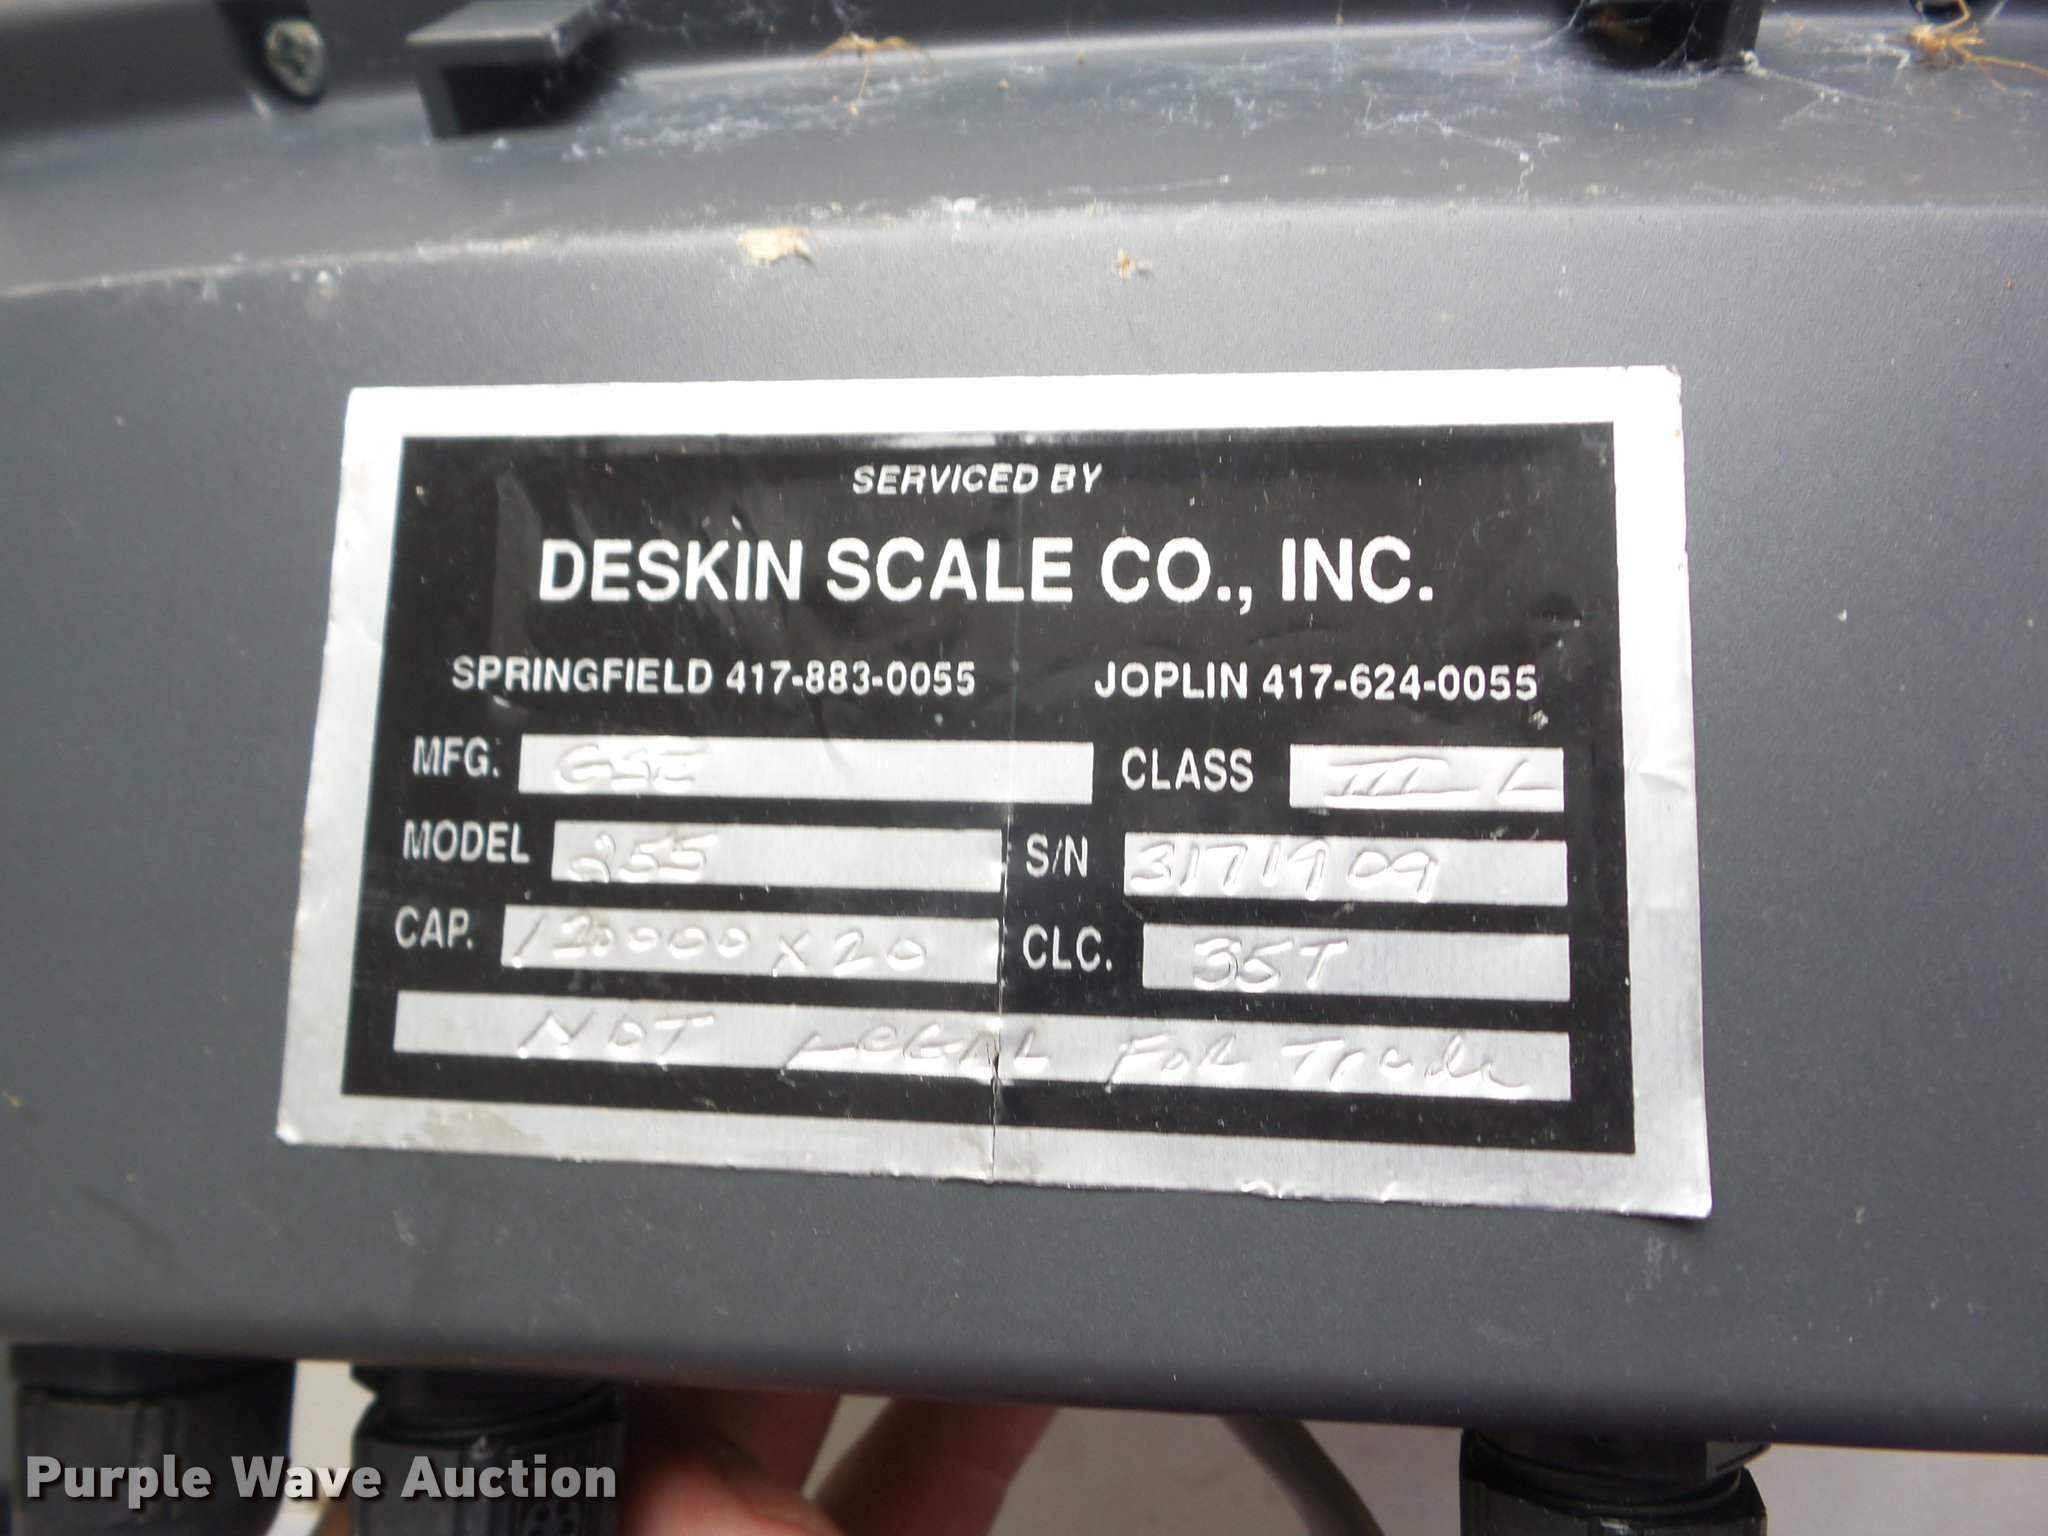 SERVICED BY
DESKIN SCALE CO., INC.
SPRINGFIELD 417-883-0055 JOPLIN 417-624-0055
MFG. GSE CLASS III L
MODEL 255 S/N 3171909
CAP. 120000 x 20 CLC. 35T
NOT LEGAL FOR Trade
Purple Wave Auction